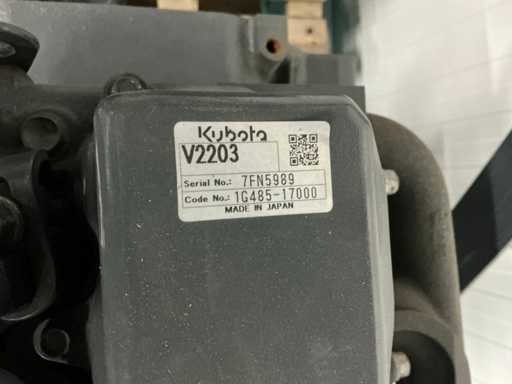 Kubota
V2203
Serial No.: 7FN5989
Code No.: 1G485-17000
MADE IN JAPAN